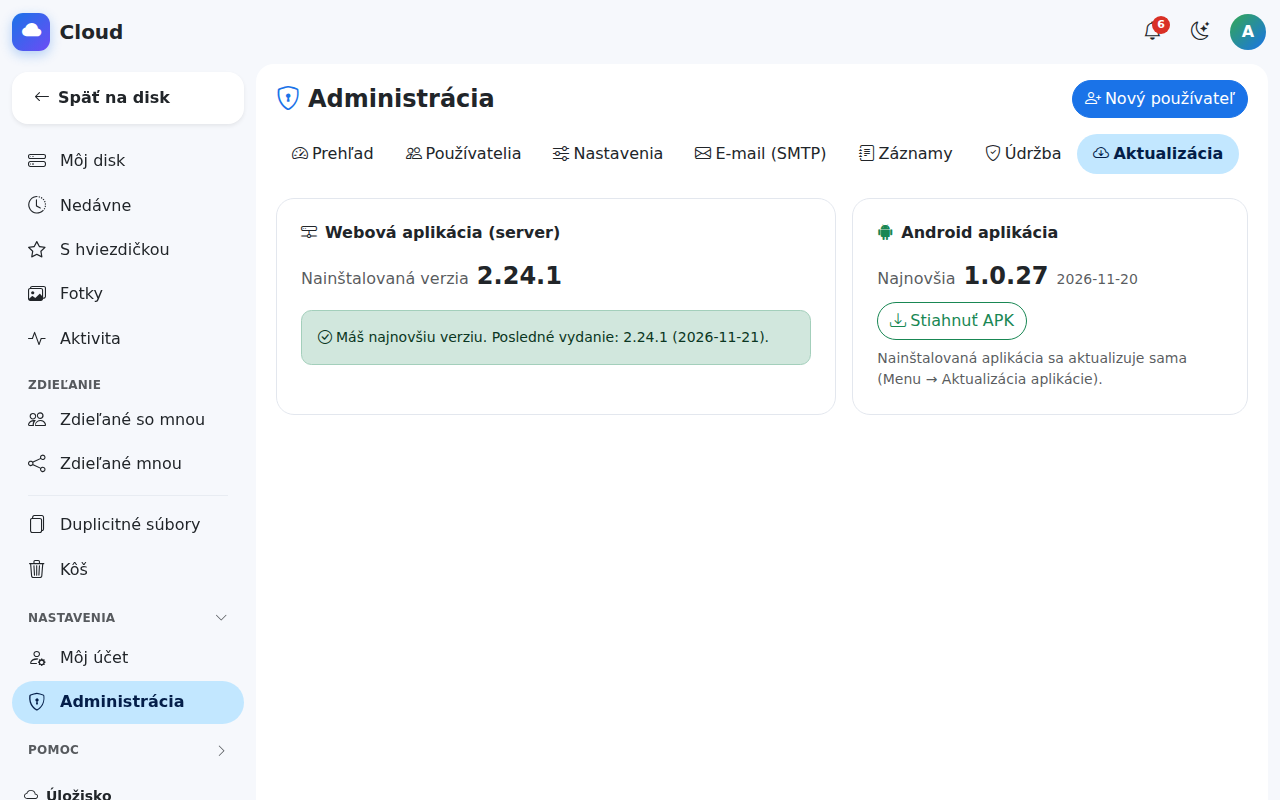 Cloud
6
A
Späť na disk
Môj disk
Nedávne
S hviezdičkou
Fotky
Aktivita
ZDIEĽANIE
Zdieľané so mnou
Zdieľané mnou
Duplicitné súbory
Kôš
NASTAVENIA
Môj účet
Administrácia
POMOC
Úložisko
Administrácia
Nový používateľ
Prehľad
Používatelia
Nastavenia
E-mail (SMTP)
Záznamy
Údržba
Aktualizácia
Webová aplikácia (server)
Nainštalovaná verzia 2.24.1
Máš najnovšiu verziu. Posledné vydanie: 2.24.1 (2026-11-21).
Android aplikácia
Najnovšia 1.0.27 2026-11-20
Stiahnuť APK
Nainštalovaná aplikácia sa aktualizuje sama
(Menu → Aktualizácia aplikácie).